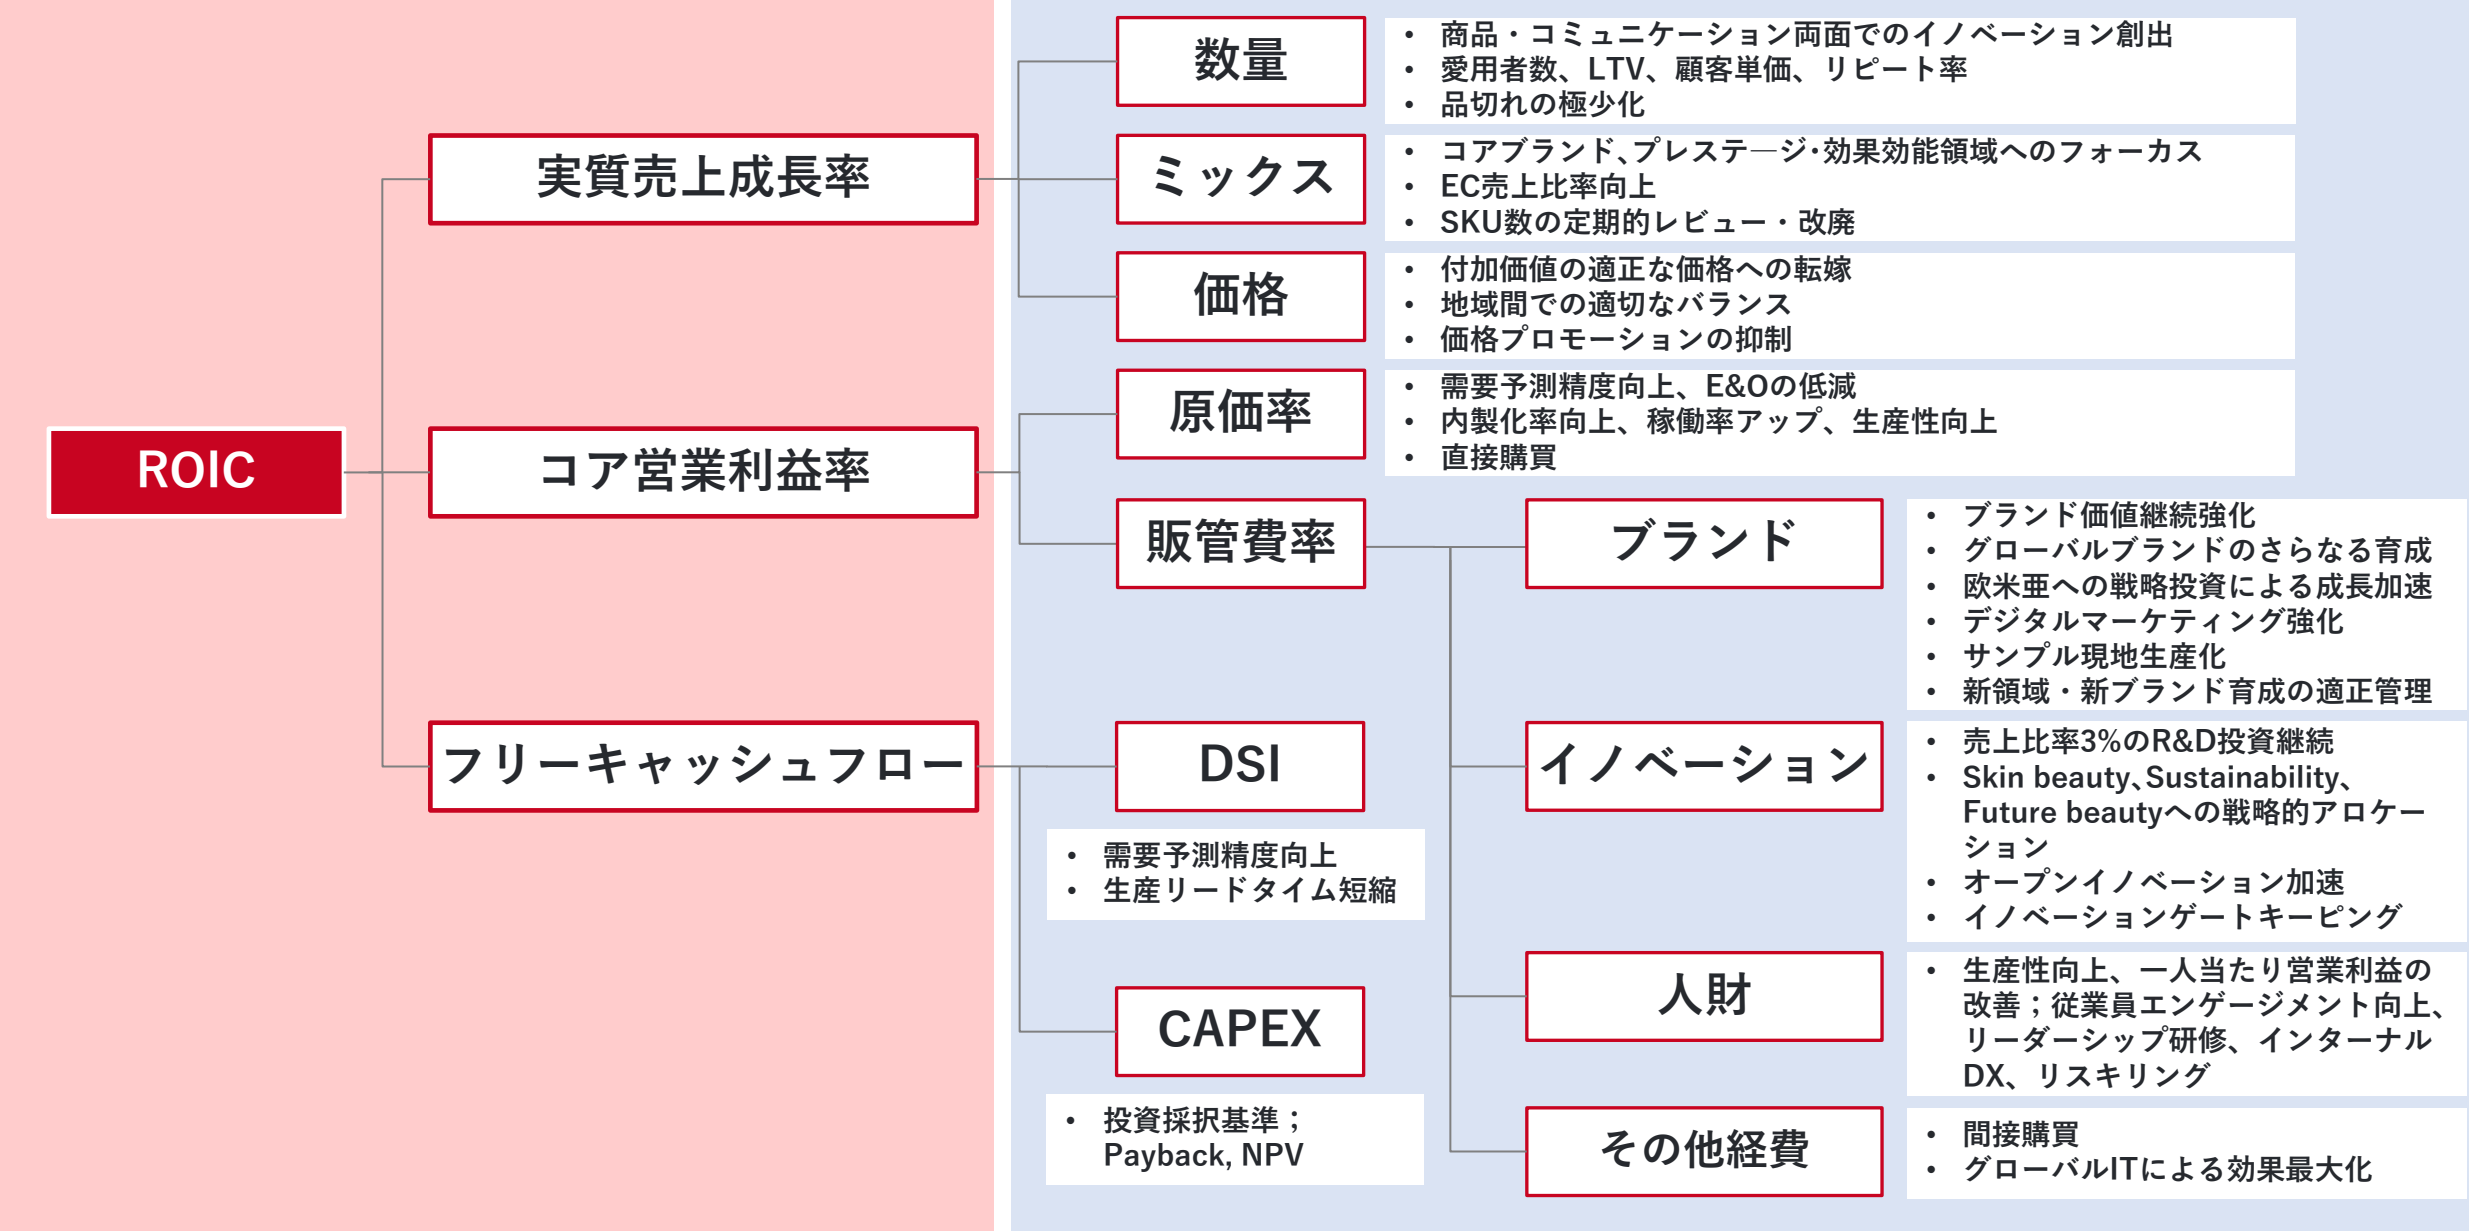 ROIC
実質売上成長率
数量
• 商品・コミュニケーション両面でのイノベーション創出
• 愛用者数、LTV、顧客単価、リピート率
• 品切れの極少化
ミックス
• コアブランド、プレステ―ジ・効果効能領域へのフォーカス
• EC売上比率向上
• SKU数の定期的レビュー・改廃
価格
• 付加価値の適正な価格への転嫁
• 地域間での適切なバランス
• 価格プロモーションの抑制
コア営業利益率
原価率
• 需要予測精度向上、E&Oの低減
• 内製化率向上、稼働率アップ、生産性向上
• 直接購買
販管費率
ブランド
• ブランド価値継続強化
• グローバルブランドのさらなる育成
• 欧米亜への戦略投資による成長加速
• デジタルマーケティング強化
• サンプル現地生産化
• 新領域・新ブランド育成の適正管理
イノベーション
• 売上比率3%のR&D投資継続
• Skin beauty、Sustainability、
Future beautyへの戦略的アロケー
ション
• オープンイノベーション加速
• イノベーションゲートキーピング
人財
• 生産性向上、一人当たり営業利益の
改善；従業員エンゲージメント向上、
リーダーシップ研修、インターナル
DX、リスキリング
その他経費
• 間接購買
• グローバルITによる効果最大化
フリーキャッシュフロー
DSI
• 需要予測精度向上
• 生産リードタイム短縮
CAPEX
• 投資採択基準；
Payback, NPV